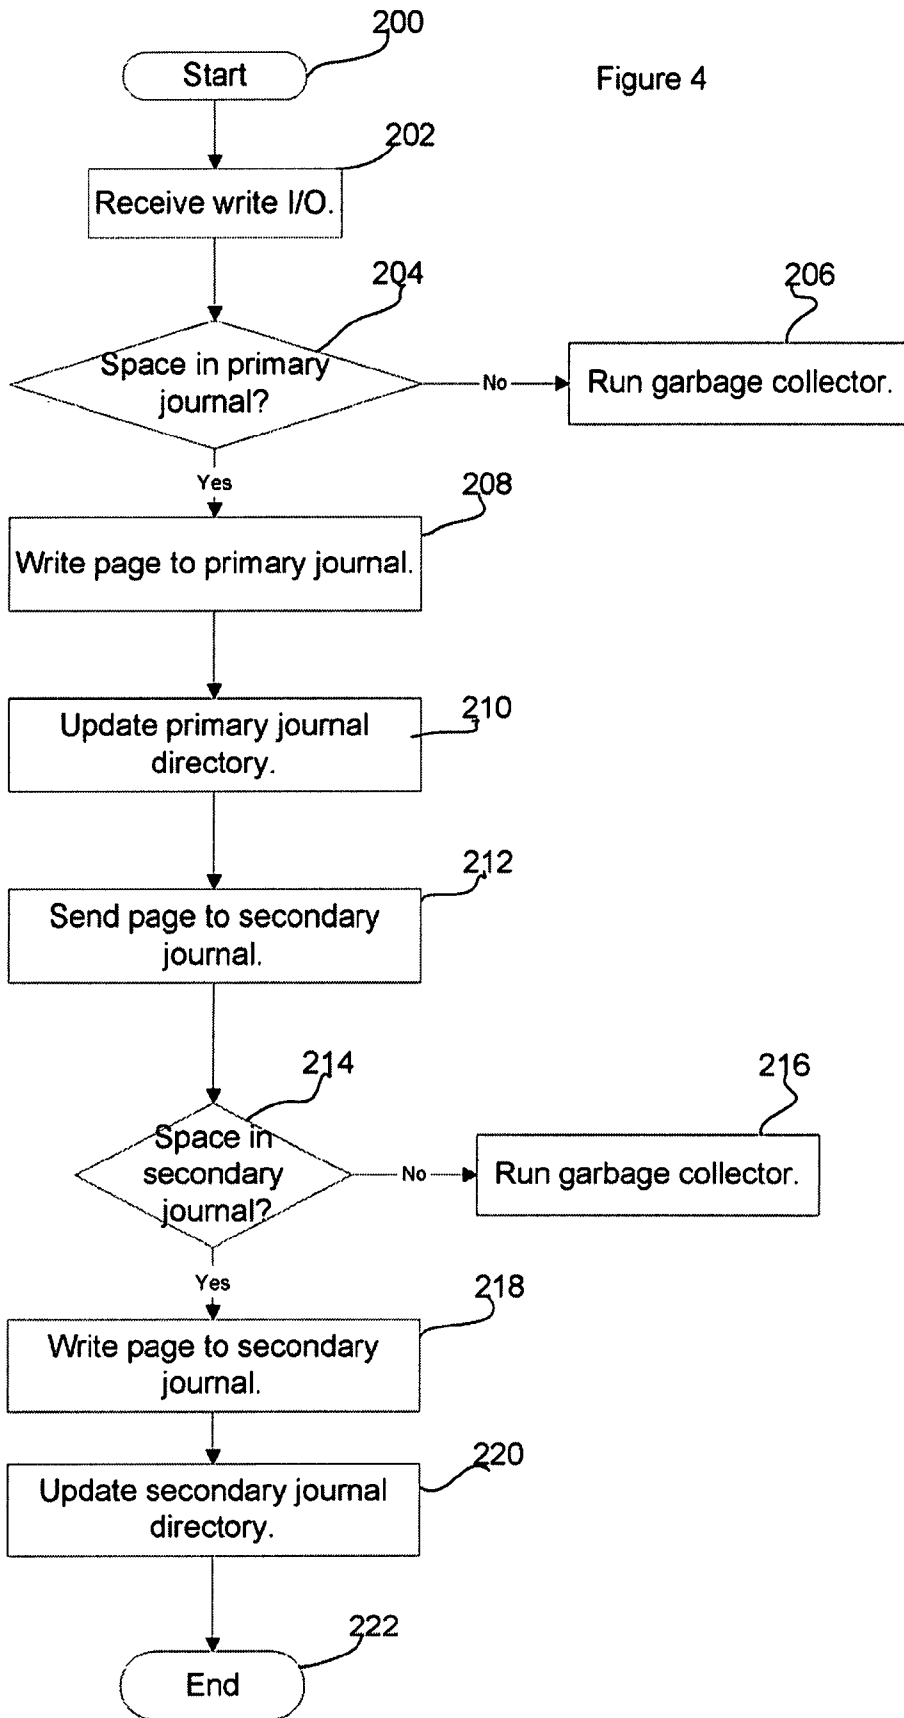 200
Start
Figure 4
202
Receive write I/O.
204
206
Space in primary
journal?
No
Run garbage collector.
Yes
208
Write page to primary journal.
210
Update primary journal
directory.
212
Send page to secondary
journal.
214
216
Space in
secondary
journal?
No
Run garbage collector.
Yes
218
Write page to secondary
journal.
220
Update secondary journal
directory.
222
End